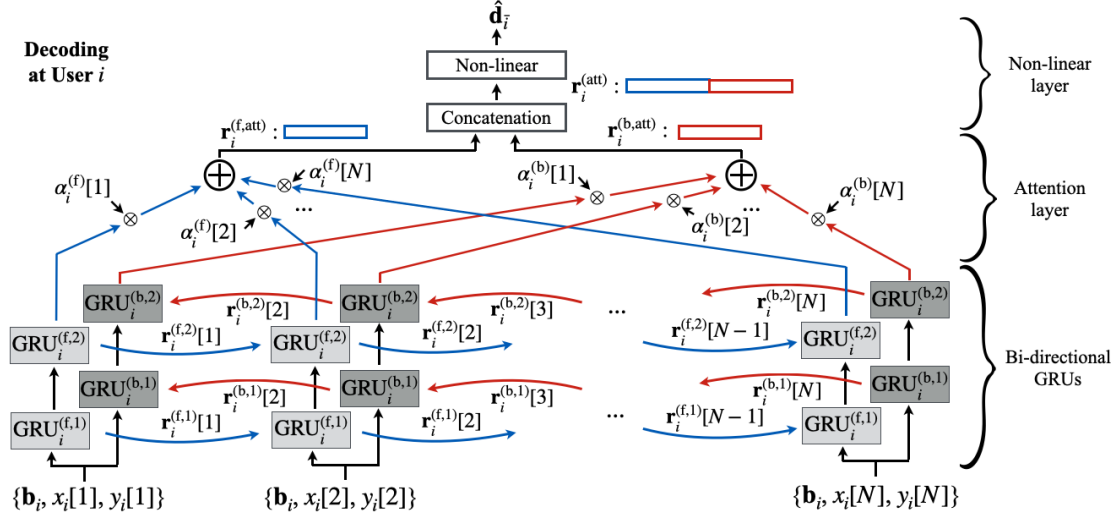 𝐝̂_ī
Decoding
at User i
Non-linear
𝐫_i^(att) :
Non-linear
layer
Concatenation
𝐫_i^(f,att) :
𝐫_i^(b,att) :
α_i^(f)[1]
α_i^(f)[N]
α_i^(b)[1]
α_i^(b)[N]
α_i^(f)[2]
...
α_i^(b)[2]
...
Attention
layer
GRU_i^(b,2)
𝐫_i^(b,2)[2]
GRU_i^(b,2)
𝐫_i^(b,2)[3]
...
𝐫_i^(b,2)[N]
GRU_i^(b,2)
GRU_i^(f,2)
𝐫_i^(f,2)[1]
GRU_i^(f,2)
𝐫_i^(f,2)[2]
𝐫_i^(f,2)[N−1]
GRU_i^(f,2)
Bi-directional
GRUs
GRU_i^(b,1)
𝐫_i^(b,1)[2]
GRU_i^(b,1)
𝐫_i^(b,1)[3]
...
𝐫_i^(b,1)[N]
GRU_i^(b,1)
GRU_i^(f,1)
𝐫_i^(f,1)[1]
GRU_i^(f,1)
𝐫_i^(f,1)[2]
𝐫_i^(f,1)[N−1]
GRU_i^(f,1)
{𝐛_i, x_i[1], y_i[1]}
{𝐛_i, x_i[2], y_i[2]}
{𝐛_i, x_i[N], y_i[N]}